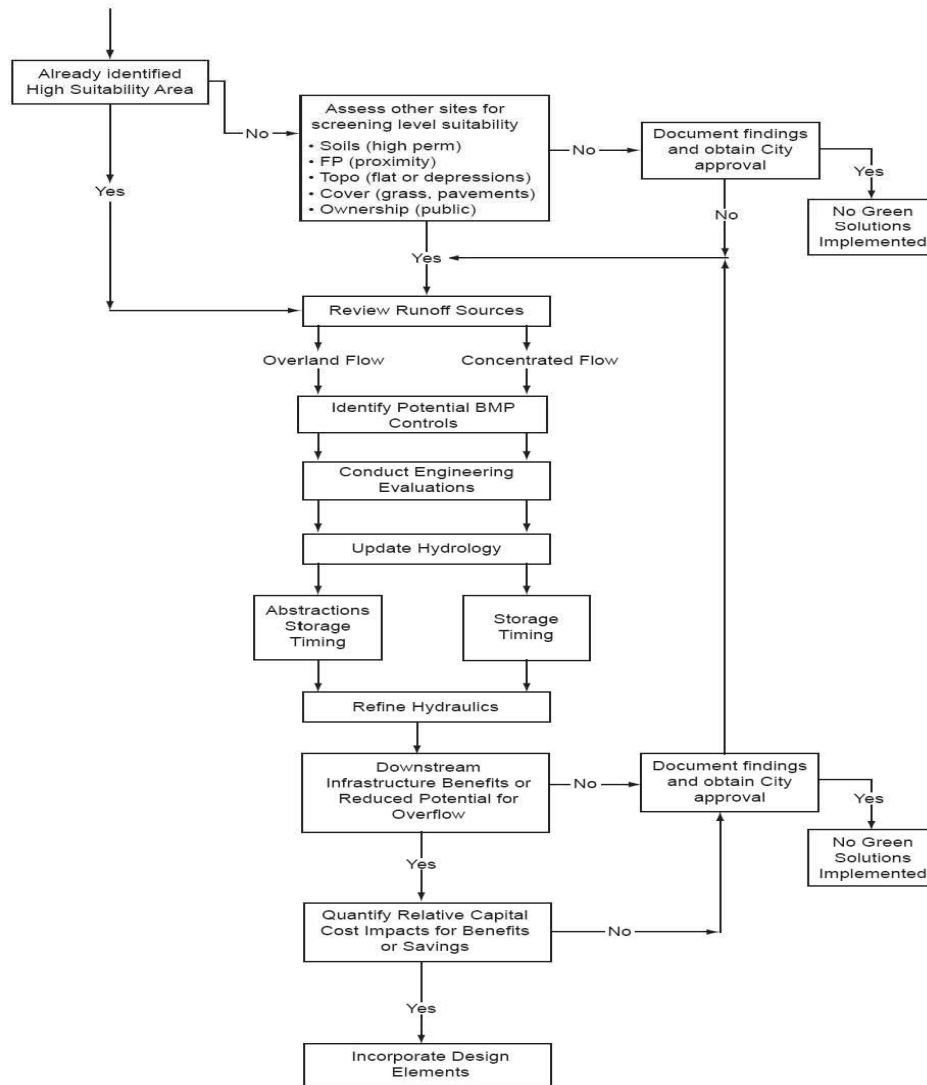 Already identified
High Suitability Area
No
Assess other sites for
screening level suitability
• Soils (high perm)
• FP (proximity)
• Topo (flat or depressions)
• Cover (grass, pavements)
• Ownership (public)
No
Document findings
and obtain City
approval
Yes
Yes
No
No Green
Solutions
Implemented
Yes
Review Runoff Sources
Overland Flow
Concentrated Flow
Identify Potential BMP
Controls
Conduct Engineering
Evaluations
Update Hydrology
Abstractions
Storage
Timing
Storage
Timing
Refine Hydraulics
Downstream
Infrastructure Benefits or
Reduced Potential for
Overflow
No
Document findings
and obtain City
approval
Yes
No Green
Solutions
Implemented
Yes
Quantify Relative Capital
Cost Impacts for Benefits
or Savings
No
Yes
Incorporate Design
Elements